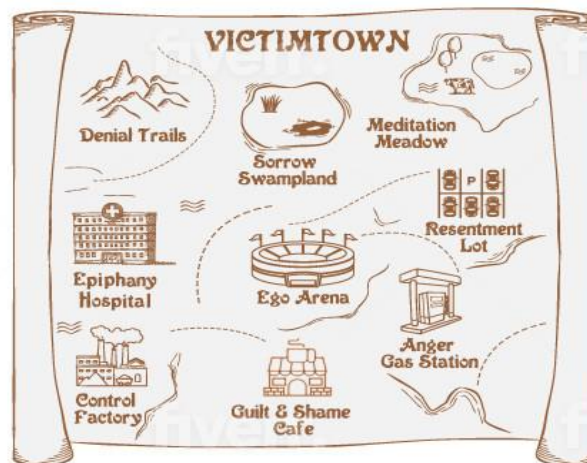 VICTIMTOWN
Denial Trails
Sorrow
Swampland
Meditation
Meadow
P
Resentment
Lot
Epiphany
Hospital
Ego Arena
Anger
Gas Station
Control
Factory
Guilt & Shame
Cafe